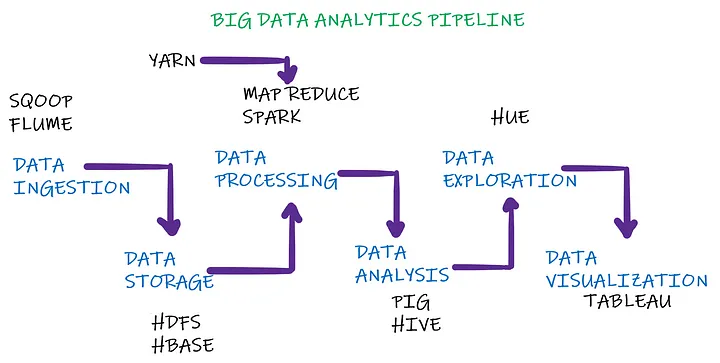 BIG DATA ANALYTICS PIPELINE
YARN
MAP REDUCE
SPARK
SQOOP
FLUME
HUE
DATA
INGESTION
DATA
PROCESSING
DATA
EXPLORATION
DATA
STORAGE
DATA
ANALYSIS
DATA
VISUALIZATION
HDFS
HBASE
PIG
HIVE
TABLEAU